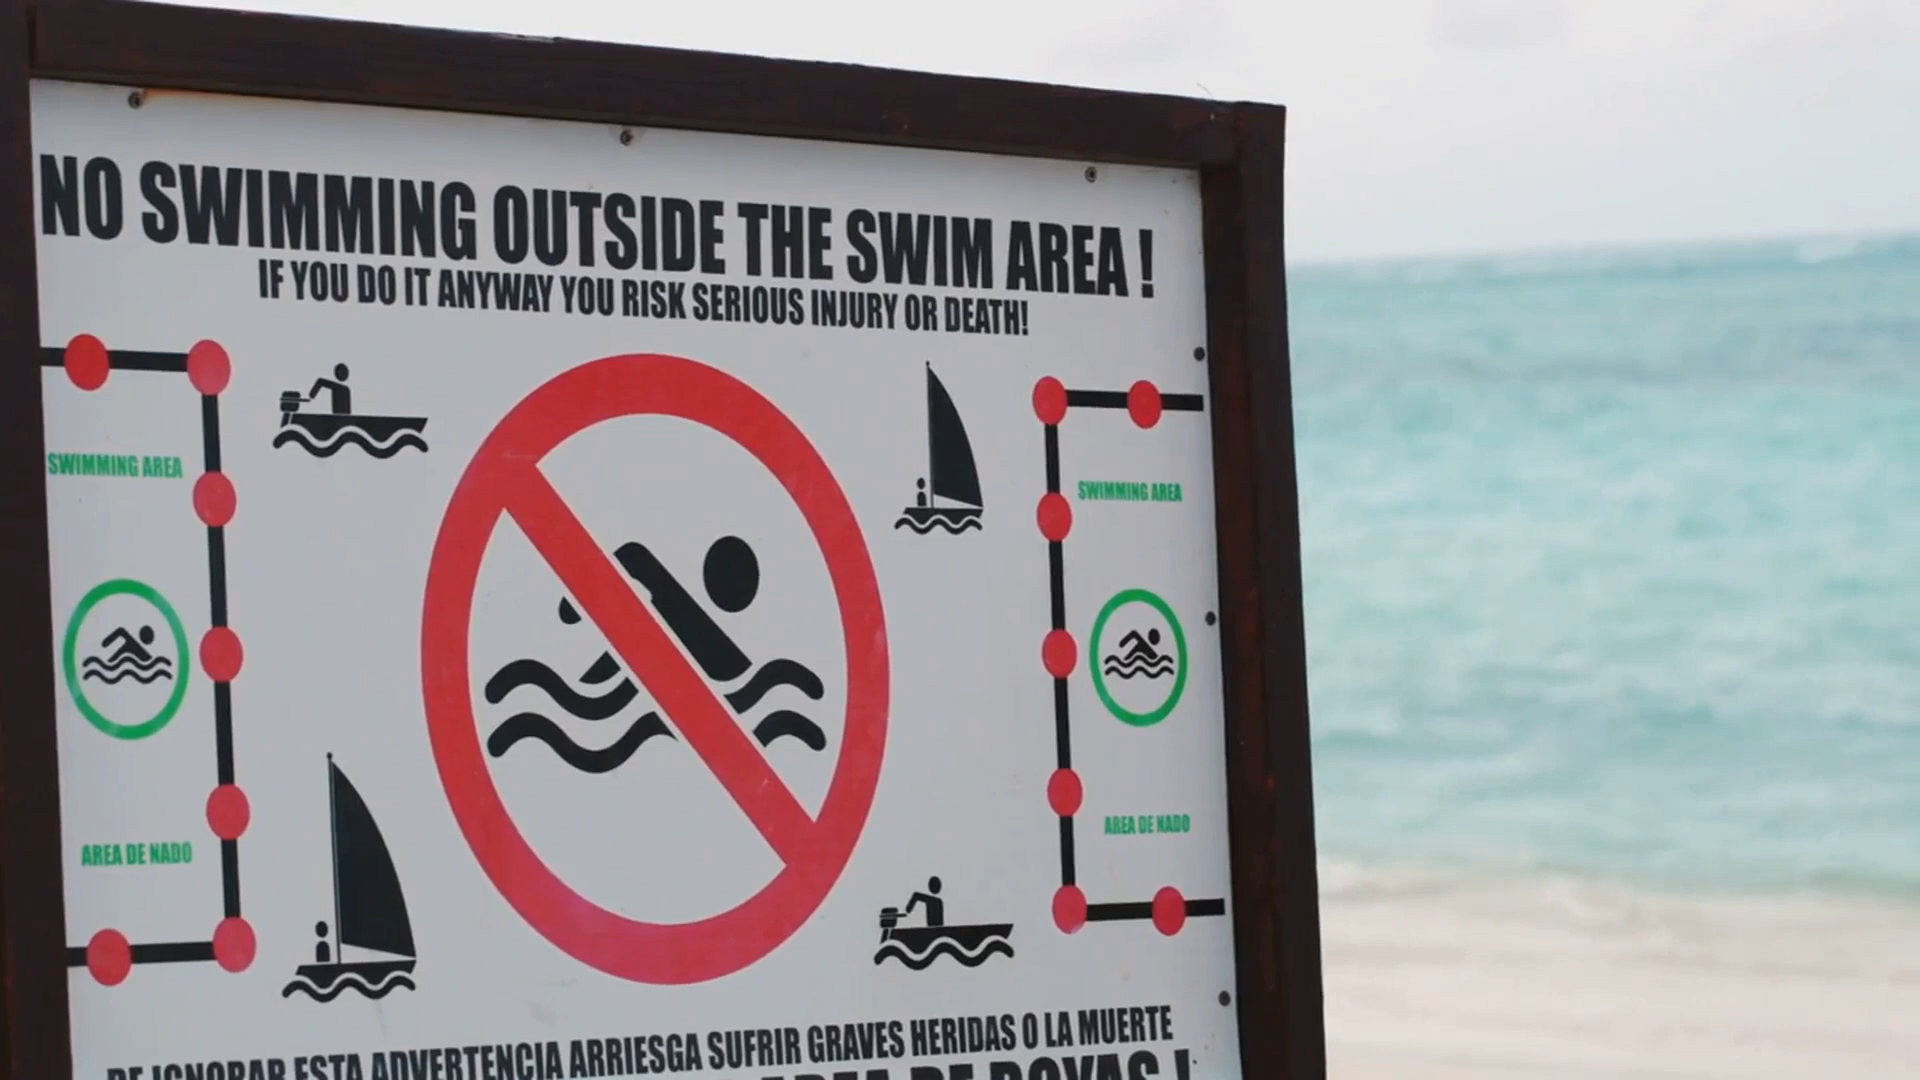 NO SWIMMING OUTSIDE THE SWIM AREA !
IF YOU DO IT ANYWAY YOU RISK SERIOUS INJURY OR DEATH!
SWIMMING AREA
AREA DE NADO
SWIMMING AREA
AREA DE NADO
DE IGNORAR ESTA ADVERTENCIA ARRIESGA SUFRIR GRAVES HERIDAS O LA MUERTE
AREA DE BOYAS !